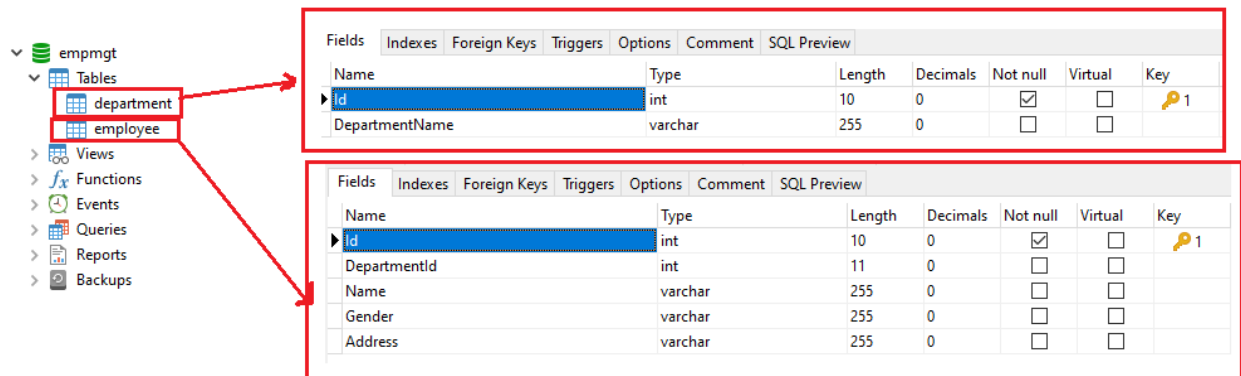 empmgt
Tables
department
employee
Views
fx Functions
Events
Queries
Reports
Backups
Fields Indexes Foreign Keys Triggers Options Comment SQL Preview
Name Type Length Decimals Not null Virtual Key
Id int 10 0 1
DepartmentName varchar 255 0
Fields Indexes Foreign Keys Triggers Options Comment SQL Preview
Name Type Length Decimals Not null Virtual Key
Id int 10 0 1
DepartmentId int 11 0
Name varchar 255 0
Gender varchar 255 0
Address varchar 255 0